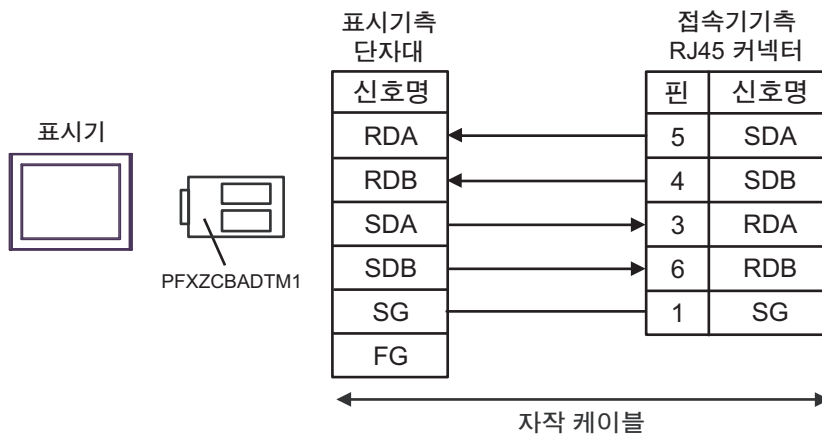 표시기측
단자대
접속기기측
RJ45 커넥터
표시기
PFXZCBADTM1
신호명
핀 신호명
RDA 5 SDA
RDB 4 SDB
SDA 3 RDA
SDB 6 RDB
SG 1 SG
FG
자작 케이블